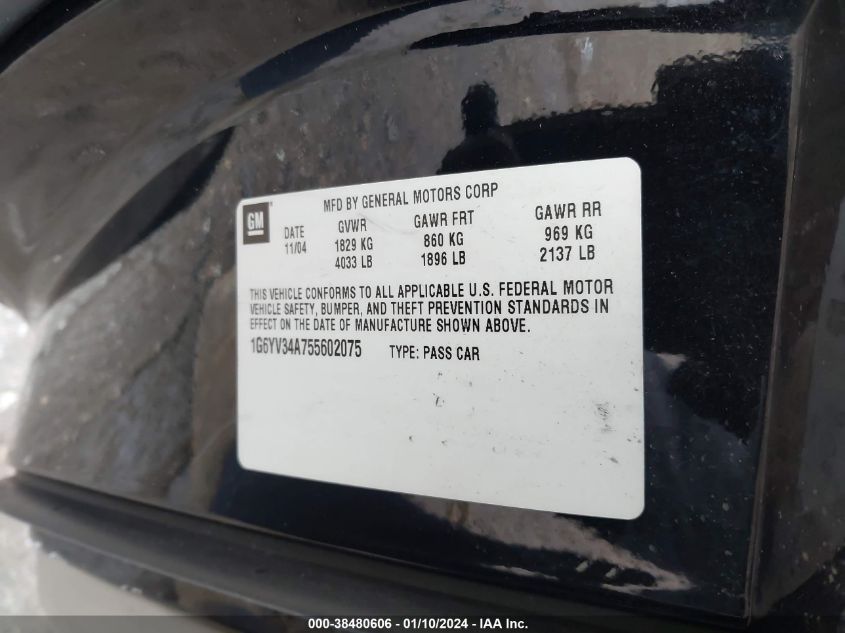 MFD BY GENERAL MOTORS CORP
GM
DATE GVWR GAWR FRT GAWR RR
11/04 1829 KG 860 KG 969 KG
4033 LB 1896 LB 2137 LB
THIS VEHICLE CONFORMS TO ALL APPLICABLE U.S. FEDERAL MOTOR
VEHICLE SAFETY, BUMPER, AND THEFT PREVENTION STANDARDS IN
EFFECT ON THE DATE OF MANUFACTURE SHOWN ABOVE.
1G6YV34A755602075 TYPE: PASS CAR
000-38480606 - 01/10/2024 - IAA Inc.